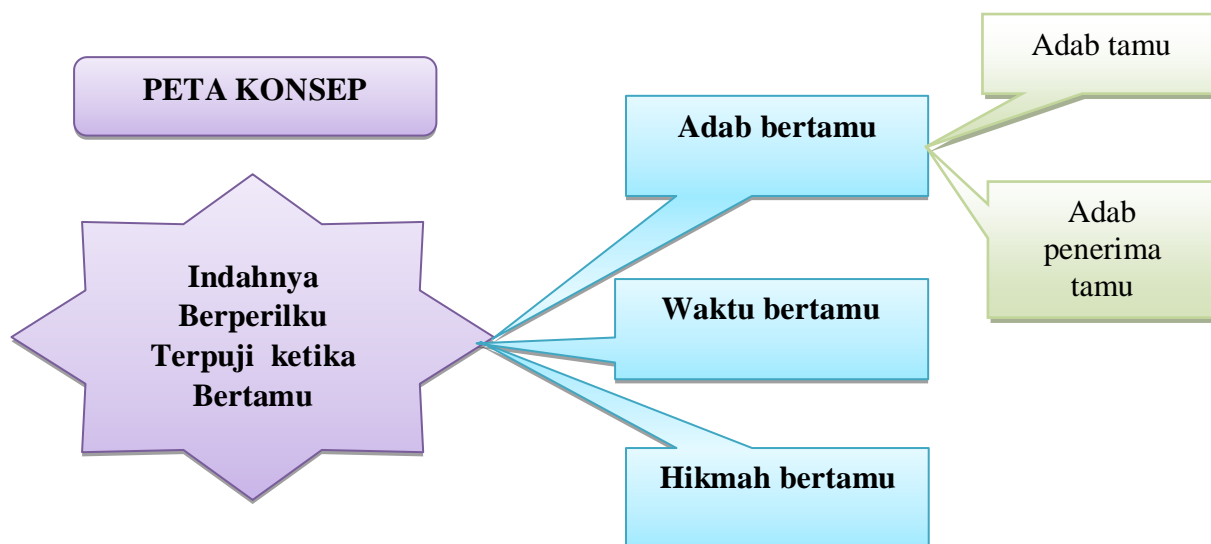 PETA KONSEP
Indahnya
Berperilku
Terpuji ketika
Bertamu
Adab bertamu
Waktu bertamu
Hikmah bertamu
Adab tamu
Adab
penerima
tamu